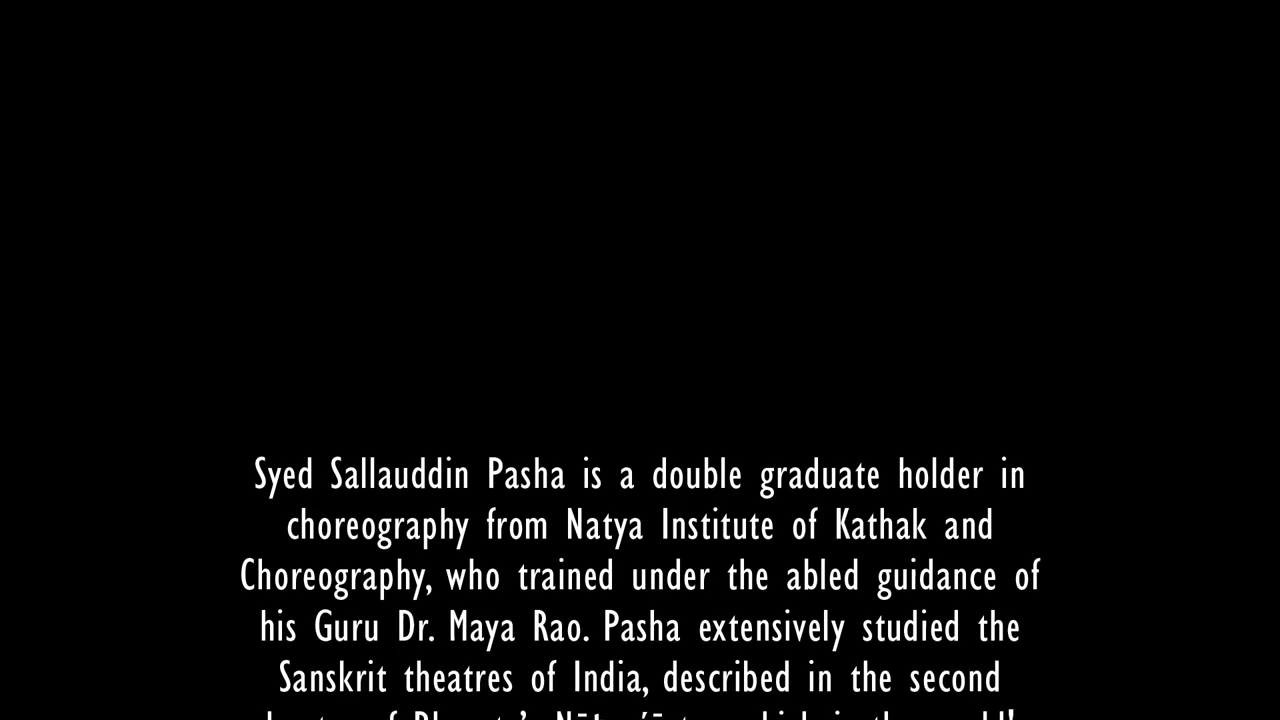 Syed Sallauddin Pasha is a double graduate holder in
choreography from Natya Institute of Kathak and
Choreography, who trained under the abled guidance of
his Guru Dr. Maya Rao. Pasha extensively studied the
Sanskrit theatres of India, described in the second